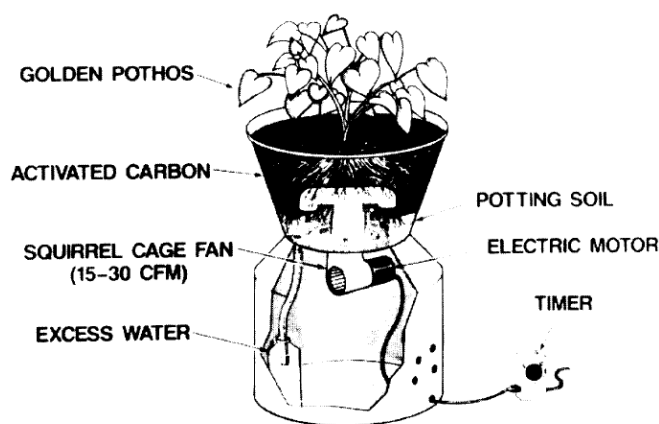 GOLDEN POTHOS
ACTIVATED CARBON
POTTING SOIL
SQUIRREL CAGE FAN
(15-30 CFM)
ELECTRIC MOTOR
TIMER
EXCESS WATER